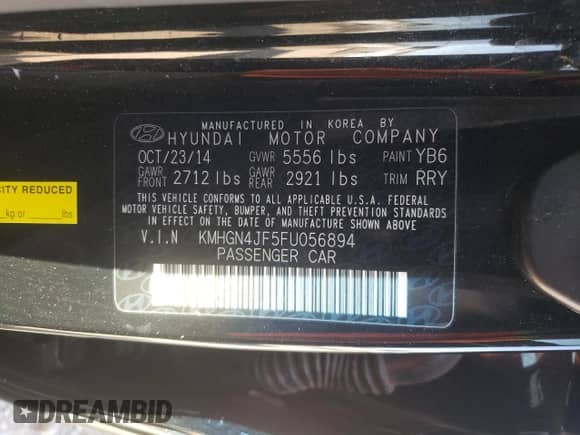 MANUFACTURED IN KOREA BY
HYUNDAI MOTOR COMPANY
OCT/23/14 GVWR 5556 lbs PAINT YB6
GAWR FRONT 2712 lbs GAWR REAR 2921 lbs TRIM RRY
THIS VEHICLE CONFORMS TO ALL APPLICABLE U.S.A. FEDERAL
MOTOR VEHICLE SAFETY, BUMPER, AND THEFT PREVENTION
STANDARDS IN EFFECT ON THE DATE OF MANUFACTURE SHOWN ABOVE
V.I.N KMHGN4JF5FU056894
PASSENGER CAR
CITY REDUCED
kg or lbs
DREAMBID